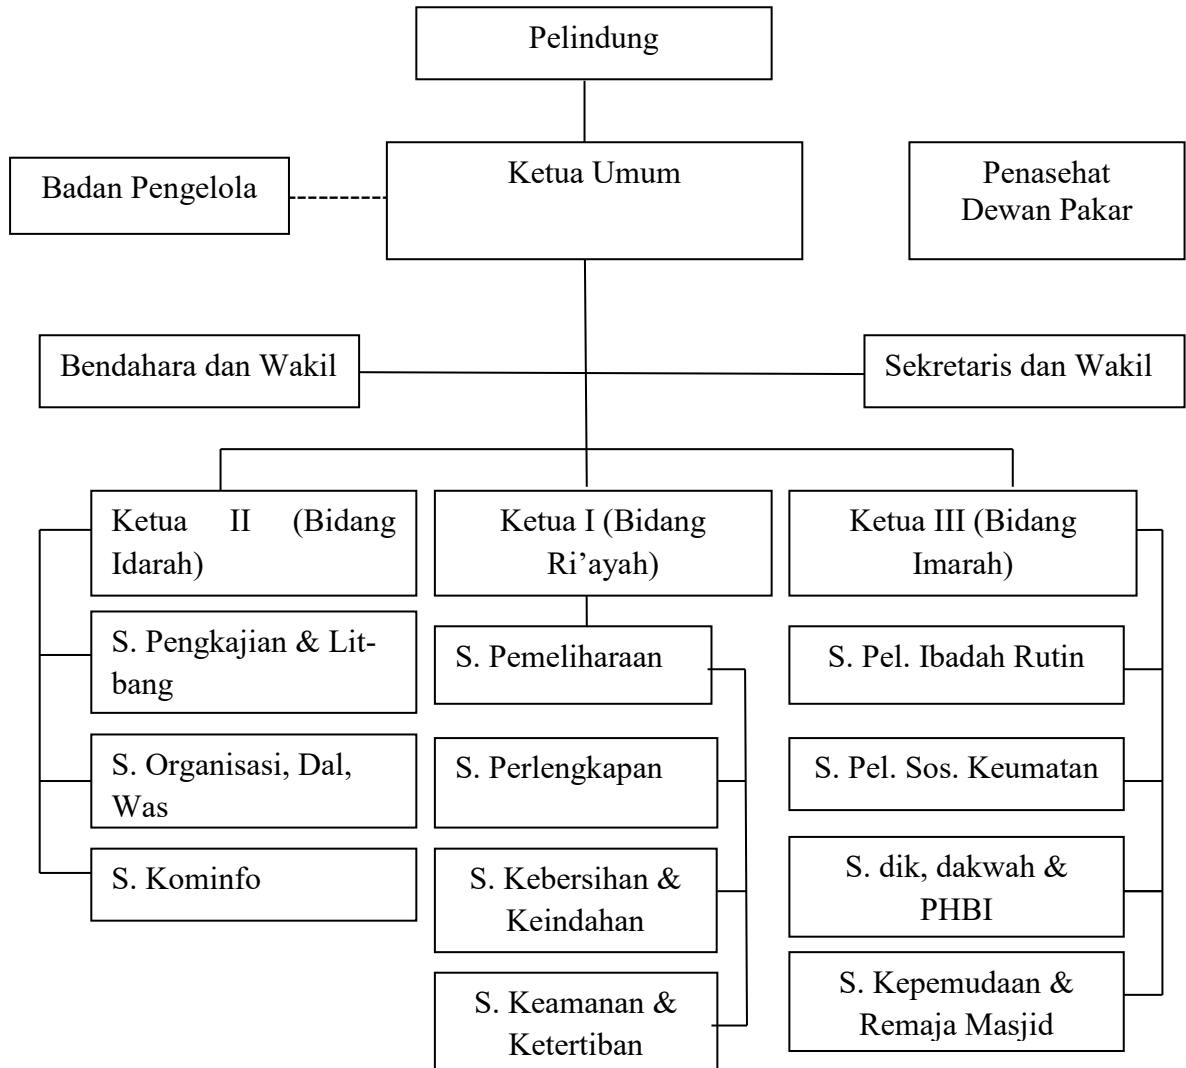 Pelindung
Badan Pengelola
Ketua Umum
Penasehat
Dewan Pakar
Bendahara dan Wakil
Sekretaris dan Wakil
Ketua II (Bidang
Idarah)
S. Pengkajian & Lit-
bang
S. Organisasi, Dal,
Was
S. Kominfo
Ketua I (Bidang
Ri’ayah)
S. Pemeliharaan
S. Perlengkapan
S. Kebersihan &
Keindahan
S. Keamanan &
Ketertiban
Ketua III (Bidang
Imarah)
S. Pel. Ibadah Rutin
S. Pel. Sos. Keumatan
S. dik, dakwah &
PHBI
S. Kepemudaan &
Remaja Masjid